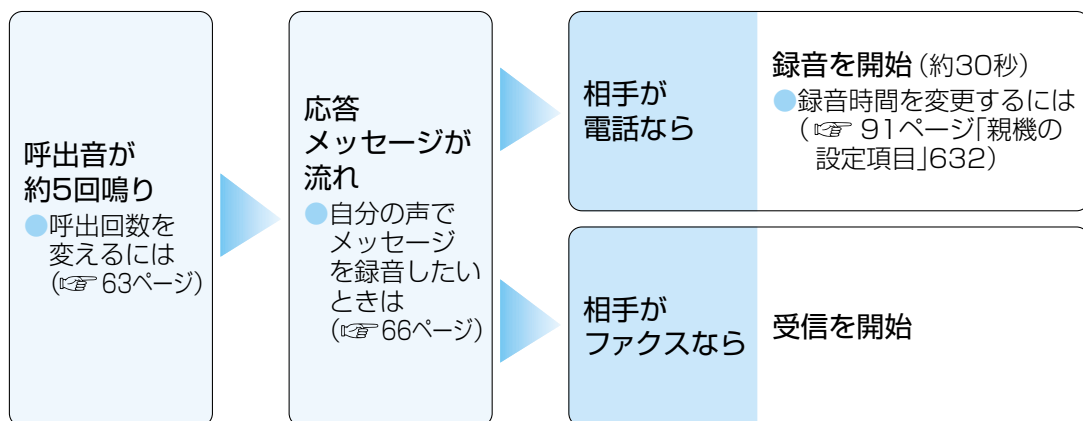 呼出音が
約5回鳴り
●呼出回数を
変えるには
(☞63ページ)
応答
メッセージが
流れ
●自分の声で
メッセージ
を録音したい
ときは
(☞66ページ)
相手が
電話なら
録音を開始(約30秒)
●録音時間を変更するには
(☞ 91ページ「親機の
設定項目」632)
相手が
ファクスなら
受信を開始